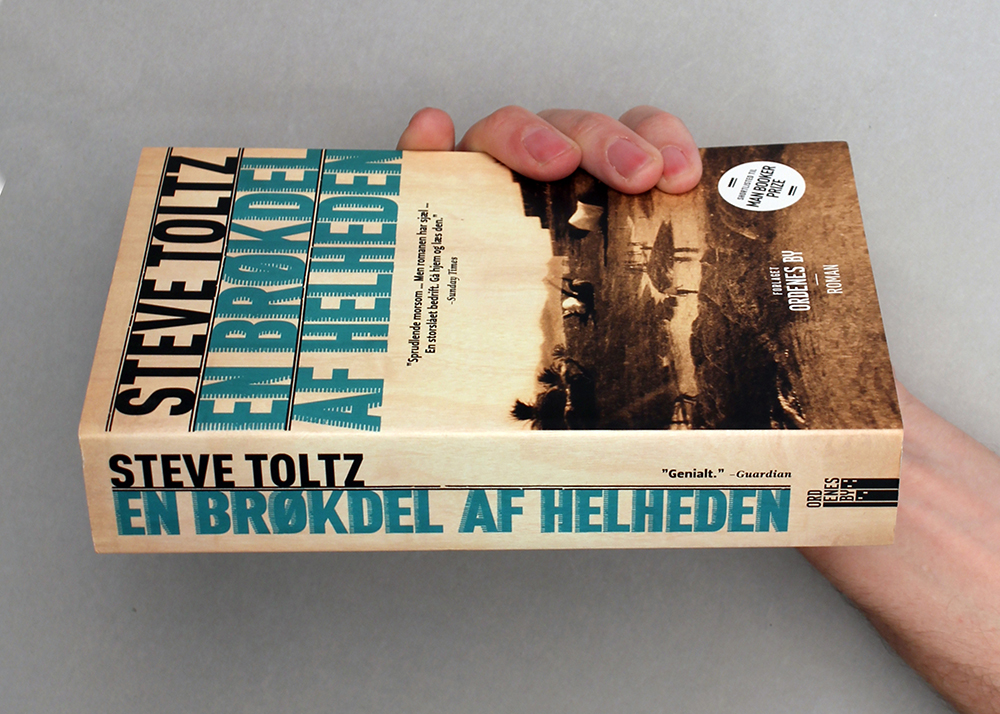 STEVE TOLTZ
EN BRØKDEL
AF HELHEDEN
"Sprudlende morsom ... Men romanen har sjæl –
En storslået bedrift. Gå hjem og læs den."
–Sunday Times
SHORTLISTET TIL
MAN BOOKER
PRIZE
FORLAGET
ORDENES BY
ROMAN
STEVE TOLTZ
"Genialt." –Guardian
EN BRØKDEL AF HELHEDEN
ORD
ENES
BY